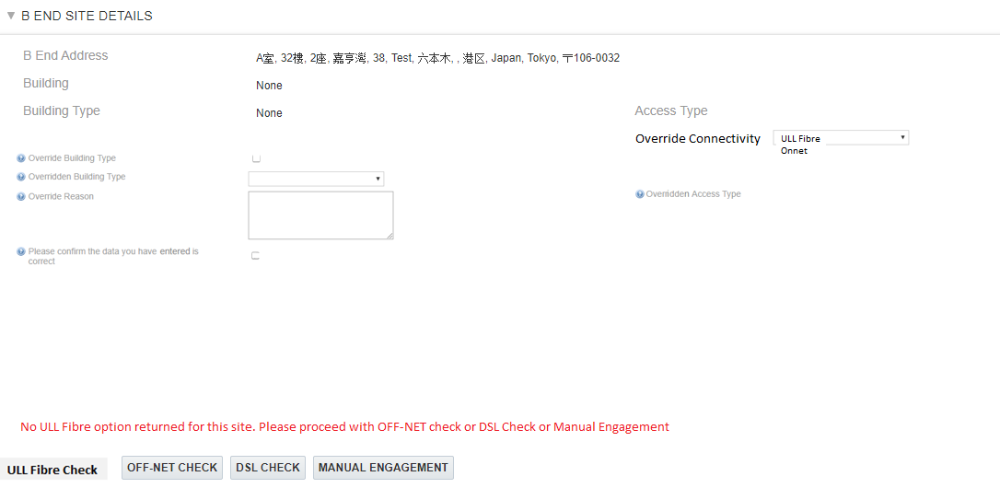 B END SITE DETAILS
B End Address
A室, 32樓, 2座, 嘉亨灣, 38, Test, 六本木, , 港区, Japan, Tokyo, 〒106-0032
Building
None
Building Type
None
Access Type
Override Connectivity
ULL Fibre
Onnet
Override Building Type
Overridden Building Type
Override Reason
Overridden Access Type
Please confirm the data you have entered is
correct
No ULL Fibre option returned for this site. Please proceed with OFF-NET check or DSL Check or Manual Engagement
ULL Fibre Check
OFF-NET CHECK
DSL CHECK
MANUAL ENGAGEMENT